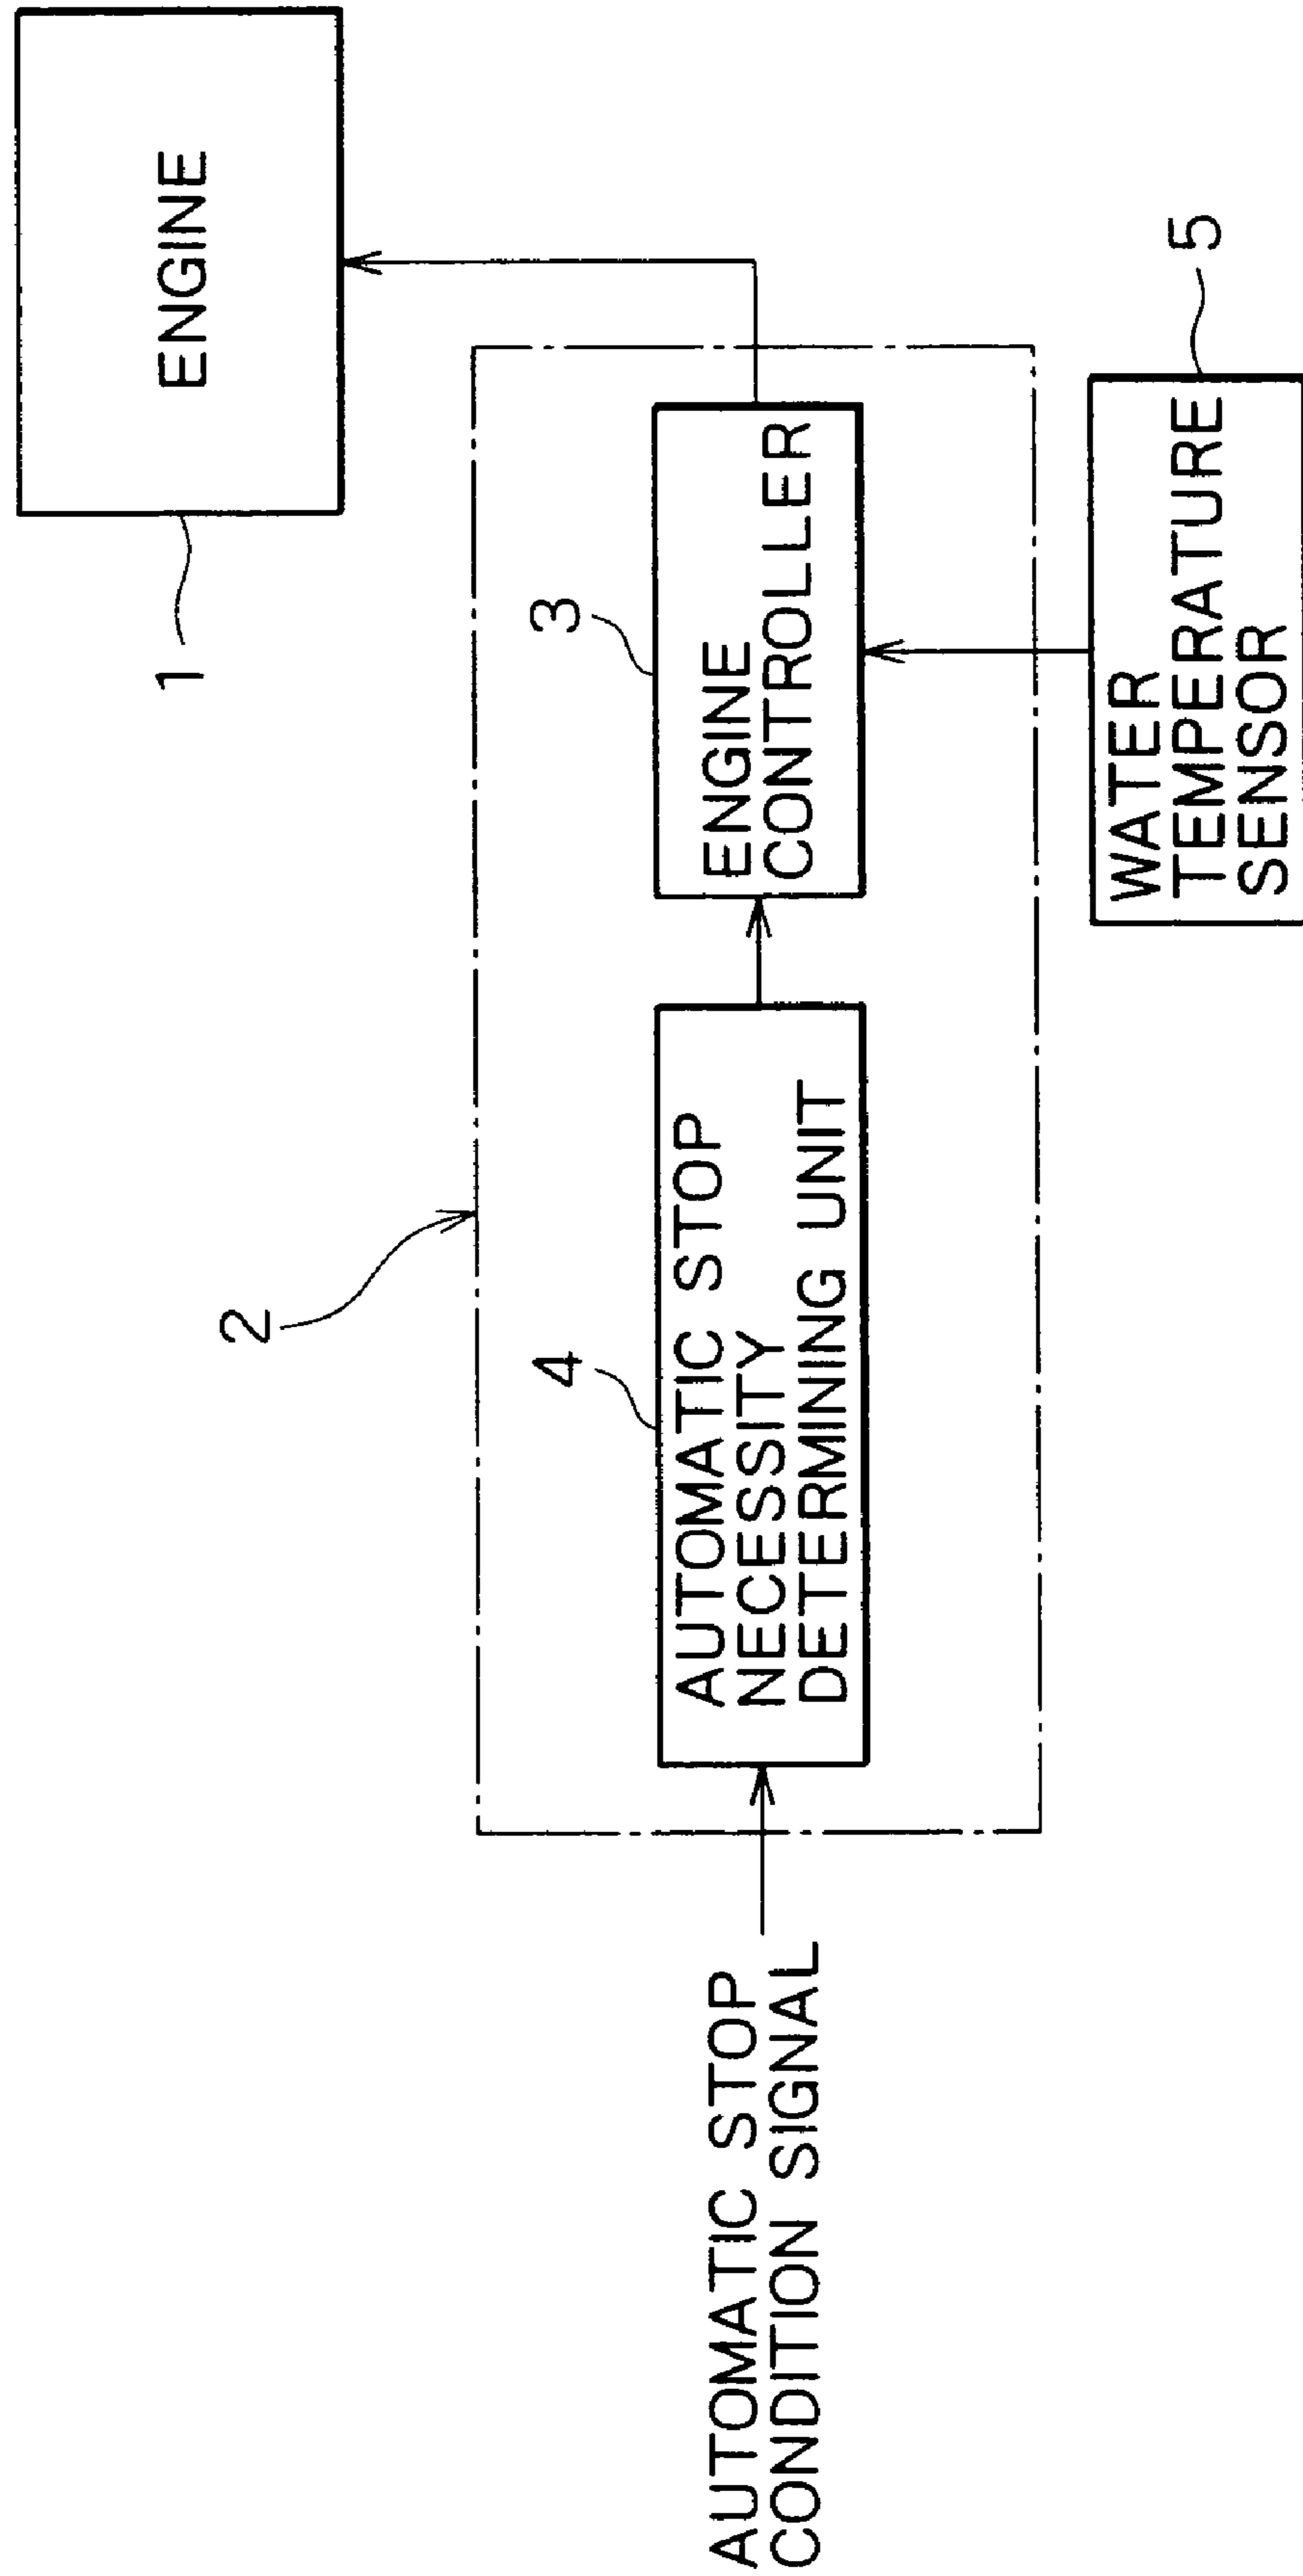 ENGINE
1
2
3
ENGINE
CONTROLLER
4
AUTOMATIC STOP
NECESSITY
DETERMINING UNIT
AUTOMATIC STOP
CONDITION SIGNAL
5
WATER
TEMPERATURE
SENSOR